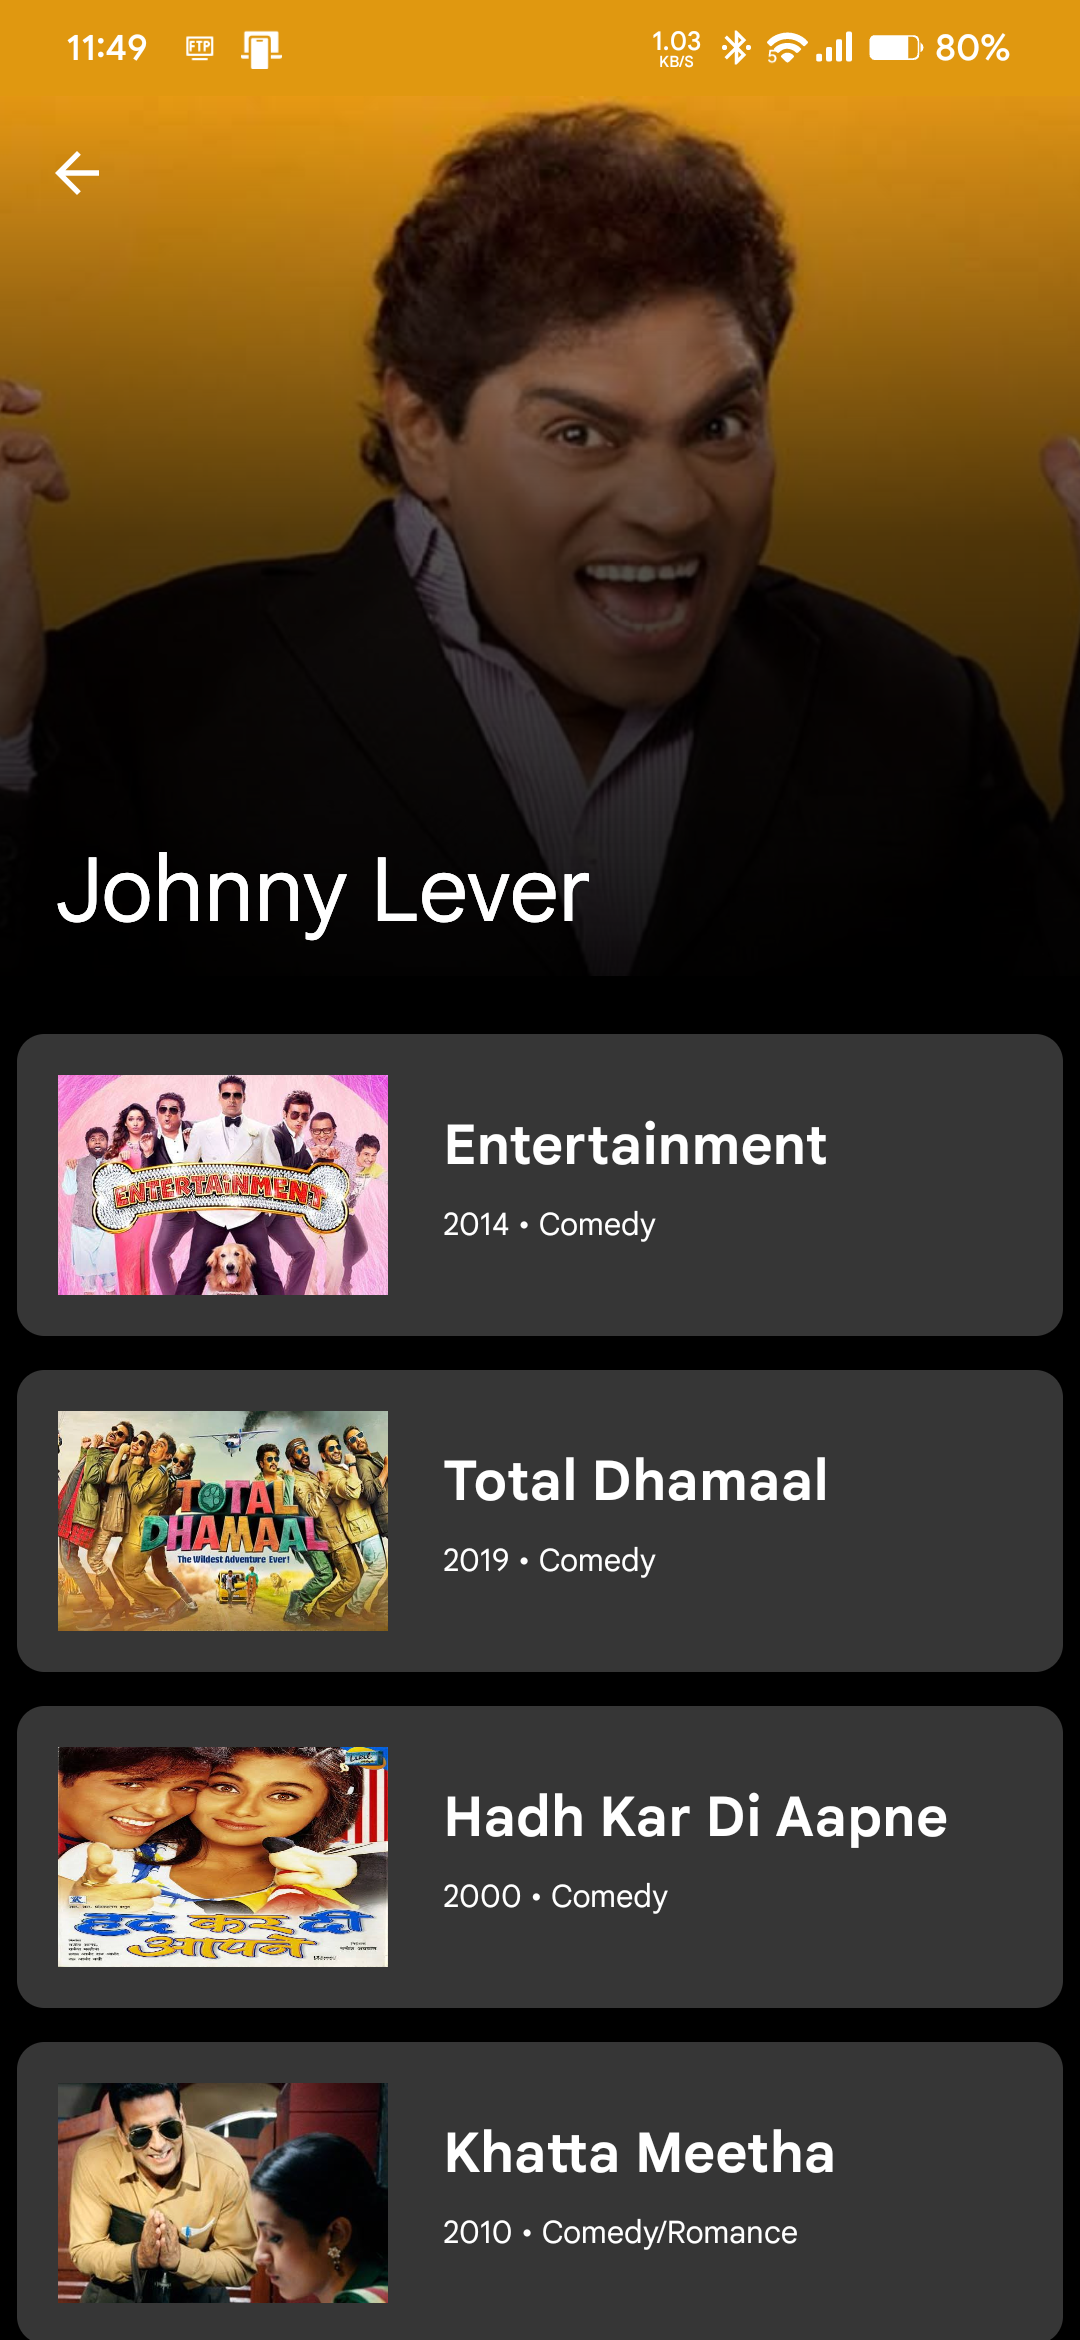 11:49 FTP 1.03 KB/S 5 80%
Johnny Lever
ENTERTAINMENT
Entertainment
2014 • Comedy
TOTAL
DHAMAAL
The Wildest Adventure Ever!
Total Dhamaal
2019 • Comedy
हद कर दी
आपने
Hadh Kar Di Aapne
2000 • Comedy
Khatta Meetha
2010 • Comedy/Romance